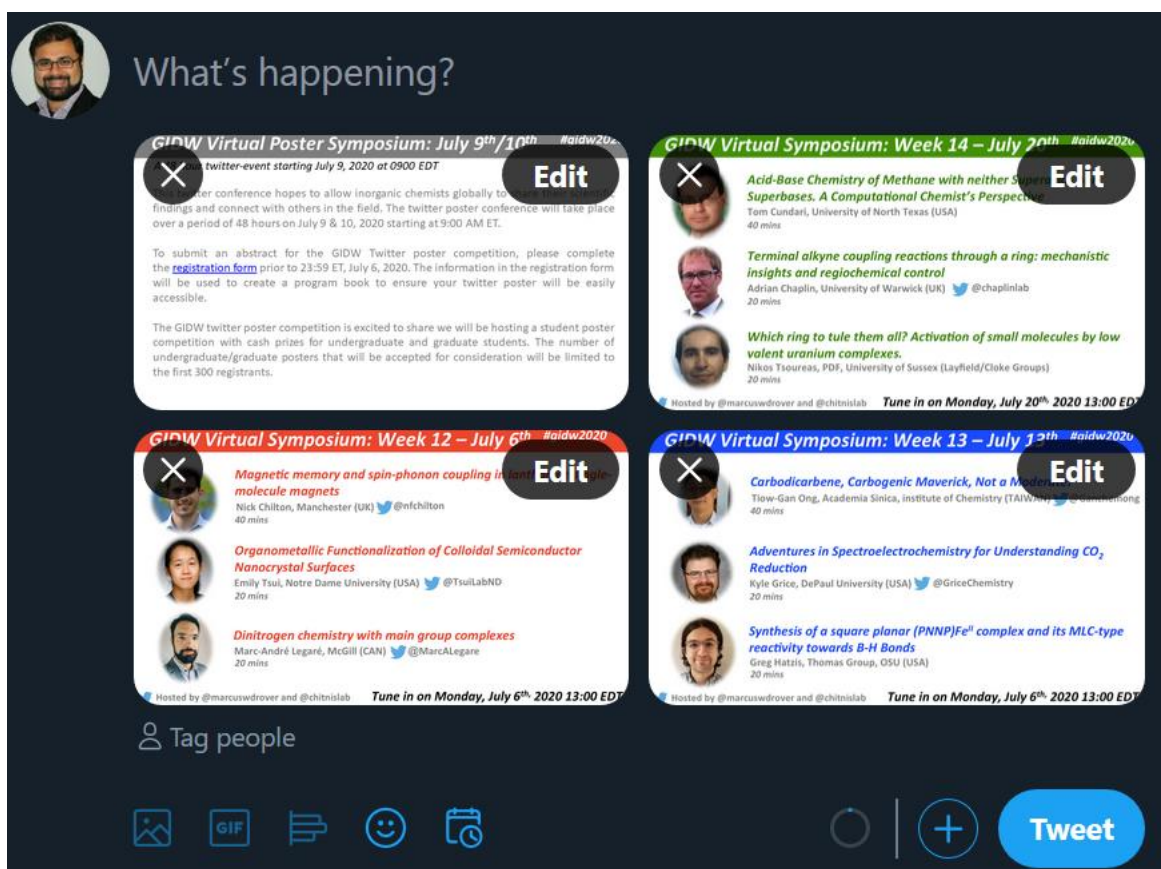 What's happening?
GIDW Virtual Poster Symposium: July 9th/10th #gidw202
twitter-event starting July 9, 2020 at 0900 EDT
Edit
twitter conference hopes to allow inorganic chemists globally to
findings and connect with others in the field. The twitter poster conference will take place
over a period of 48 hours on July 9 & 10, 2020 starting at 9:00 AM ET.
To submit an abstract for the GIDW Twitter poster competition, please complete
the registration form prior to 23:59 ET, July 6, 2020. The information in the registration form
will be used to create a program book to ensure your twitter poster will be easily
accessible.
The GIDW twitter poster competition is excited to share we will be hosting a student poster
competition with cash prizes for undergraduate and graduate students. The number of
undergraduate/graduate posters that will be accepted for consideration will be limited to
the first 300 registrants.
GIDW Virtual Symposium: Week 14 – July 20th #gidw2020
Edit
Acid-Base Chemistry of Methane with neither
Superbases. A Computational Chemist's Perspective
Tom Cundari, University of North Texas (USA)
40 mins
Terminal alkyne coupling reactions through a ring: mechanistic
insights and regiochemical control
Adrian Chaplin, University of Warwick (UK) @chaplinlab
20 mins
Which ring to tule them all? Activation of small molecules by low
valent uranium complexes.
Nikos Tsoureas, PDF, University of Sussex (Layfield/Cloke Groups)
20 mins
Hosted by @marcuswdrover and @chitnislab Tune in on Monday, July 20th, 2020 13:00 EDT
GIDW Virtual Symposium: Week 12 – July 6th #gidw2020
Edit
Magnetic memory and spin-phonon coupling in
molecule magnets
Nick Chilton, Manchester (UK) @nfchilton
40 mins
Organometallic Functionalization of Colloidal Semiconductor
Nanocrystal Surfaces
Emily Tsui, Notre Dame University (USA) @TsuiLabND
20 mins
Dinitrogen chemistry with main group complexes
Marc-André Legaré, McGill (CAN) @MarcALegare
20 mins
Hosted by @marcuswdrover and @chitnislab Tune in on Monday, July 6th, 2020 13:00 EDT
GIDW Virtual Symposium: Week 13 – July 13th #gidw2020
Edit
Carbodicarbene, Carbogenic Maverick, Not a
Tiow-Gan Ong, Academia Sinica, institute of Chemistry (TAIWAN)
40 mins
Adventures in Spectroelectrochemistry for Understanding CO2
Reduction
Kyle Grice, DePaul University (USA) @GriceChemistry
20 mins
Synthesis of a square planar (PNNP)FeII complex and its MLC-type
reactivity towards B-H Bonds
Greg Hatzis, Thomas Group, OSU (USA)
20 mins
Hosted by @marcuswdrover and @chitnislab Tune in on Monday, July 6th, 2020 13:00 EDT
Tag people
GIF
Tweet